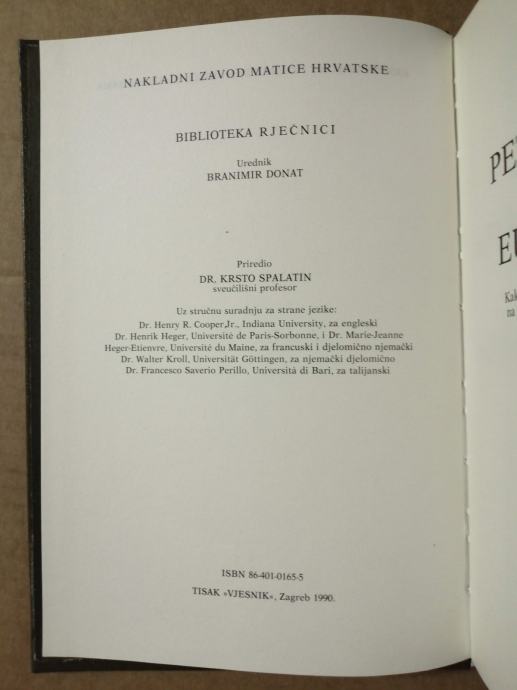 NAKLADNI ZAVOD MATICE HRVATSKE
BIBLIOTEKA RJEČNICI
Urednik
BRANIMIR DONAT
Priredio
DR. KRSTO SPALATIN
sveučilišni profesor
Uz stručnu suradnju za strane jezike:
Dr. Henry R. Cooper,Jr., Indiana University, za engleski
Dr. Henrik Heger, Université de Paris-Sorbonne, i Dr. Marie-Jeanne
Heger-Etienvre, Université du Maine, za francuski i djelomično njemački
Dr. Walter Kroll, Universität Göttingen, za njemački djelomično
Dr. Francesco Saverio Perillo, Universitá di Bari, za talijanski
ISBN 86-401-0165-5
TISAK »VJESNIK«, Zagreb 1990.
na